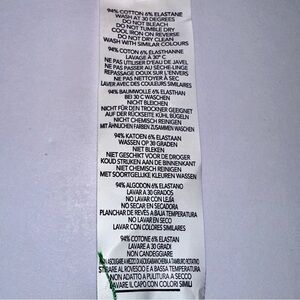 94% COTTON 6% ELASTANE
WASH AT 30 DEGREES
DO NOT BLEACH
DO NOT TUMBLE DRY
COOL IRON ON REVERSE
DO NOT DRY CLEAN
WASH WITH SIMILAR COLOURS
94% COTON 6% ELASTHANNE
LAVAGE A 30° C
NE PAS UTILISER D'EAU DE JAVEL
NE PAS PASSER AU SÈCHE-LINGE
REPASSAGE DOUX SUR L'ENVERS
NE PAS NETTOYER A SEC
LAVER AVEC DES COULEURS SIMILAIRES
94% BAUMWOLLE 6% ELASTHAN
BEI 30 C WASCHEN
NICHT BLEICHEN
NICHT FÜR DEN TROCKNER GEEIGNET
AUF DER RÜCKSEITE KÜHL BÜGELN
NICHT CHEMISCH REINIGEN
MIT ÄHNLICHEN FARBEN ZUSAMMEN WASCHEN
94% KATOEN 6% ELASTAAN
WASSEN OP 30 GRADEN
NIET BLEKEN
NIET GESCHIKT VOOR DE DROGER
KOUD STRIJKEN AAN DE BINNENKANT
NIET CHEMISCH REINIGEN
MET SOORTGELIJKE KLEUREN WASSEN
94% ALGODON 6% ELASTANO
LAVAR A 30 GRADOS
NO LAVAR CON LEJÍA
NO SECAR EN SECADORA
PLANCHAR DE REVÉS A BAJA TEMPERATURA
NO LAVAR EN SECO
LAVAR CON COLORES SIMILARES
94% COTONE 6% ELASTAN
LAVARE A 30 GRADI
NON CANDEGGIARE
NON ASCIUGARE A MEZZO DI ASCIUGABIANCHERIA A TAMBURO ROTATIVO
STIRARE AL ROVESCIO E A BASSA TEMPERATURA
NON ADATTO A PULITURA A SECCO
LAVARE IL CAPO CON COLORI SIMILI